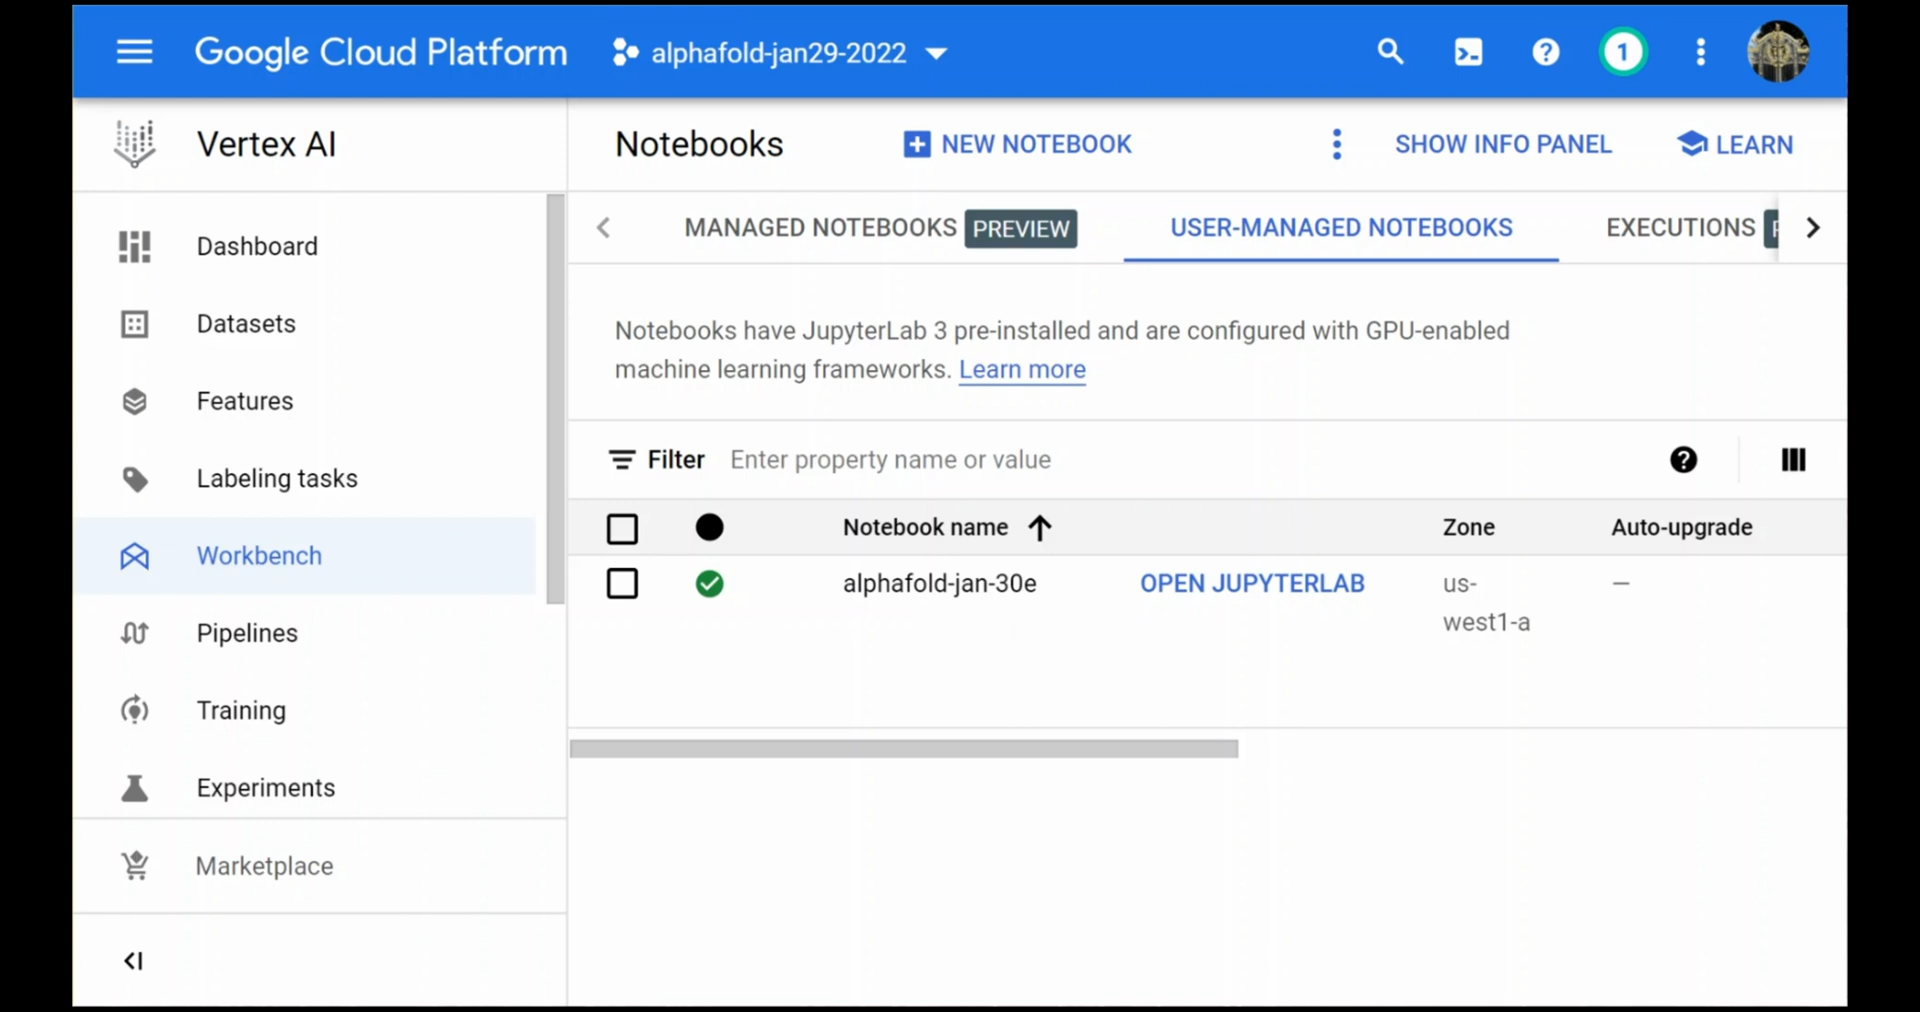 Google Cloud Platform
alphafold-jan29-2022
1
Vertex AI
Notebooks
NEW NOTEBOOK
SHOW INFO PANEL
LEARN
Dashboard
Datasets
Features
Labeling tasks
Workbench
Pipelines
Training
Experiments
Marketplace
MANAGED NOTEBOOKS PREVIEW
USER-MANAGED NOTEBOOKS
EXECUTIONS
Notebooks have JupyterLab 3 pre-installed and are configured with GPU-enabled
machine learning frameworks. Learn more
Filter Enter property name or value
Notebook name Zone Auto-upgrade
alphafold-jan-30e OPEN JUPYTERLAB us-
west1-a —